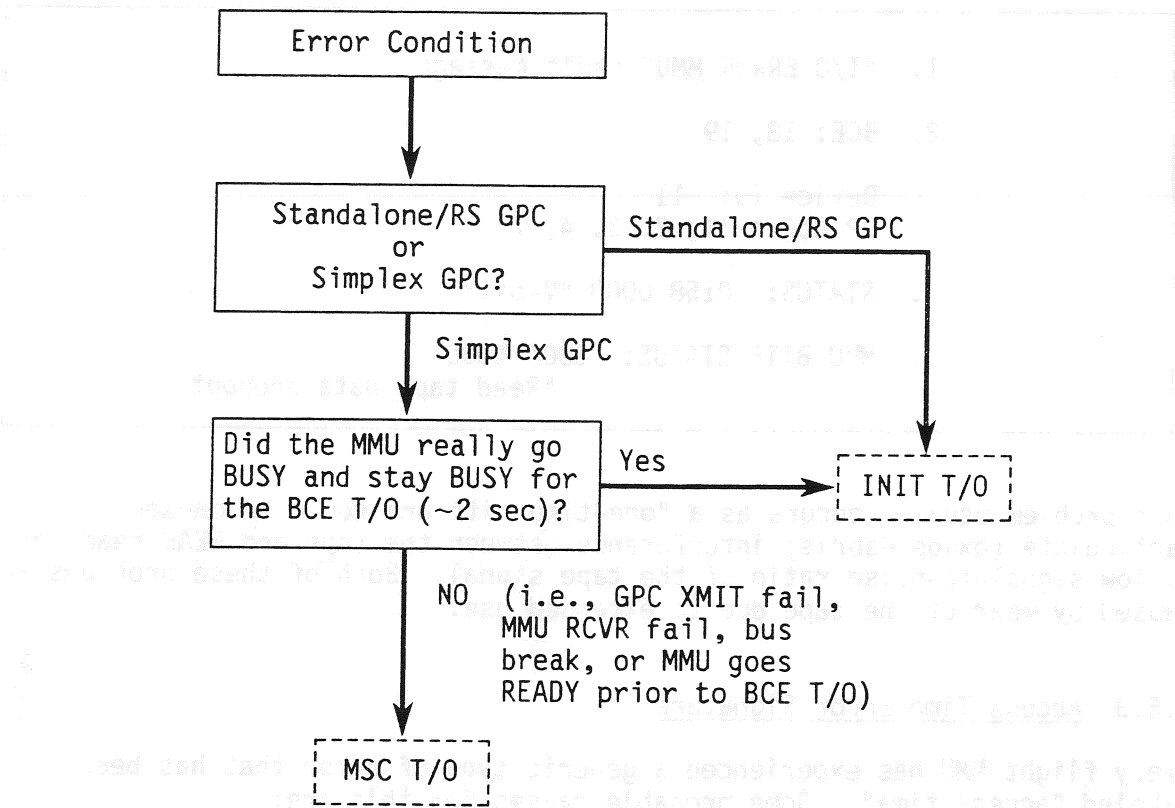 Error Condition
Standalone/RS GPC
or
Simplex GPC?
Standalone/RS GPC
Simplex GPC
Did the MMU really go
BUSY and stay BUSY for
the BCE T/O (~2 sec)?
Yes
INIT T/O
NO (i.e., GPC XMIT fail,
MMU RCVR fail, bus
break, or MMU goes
READY prior to BCE T/O)
MSC T/O